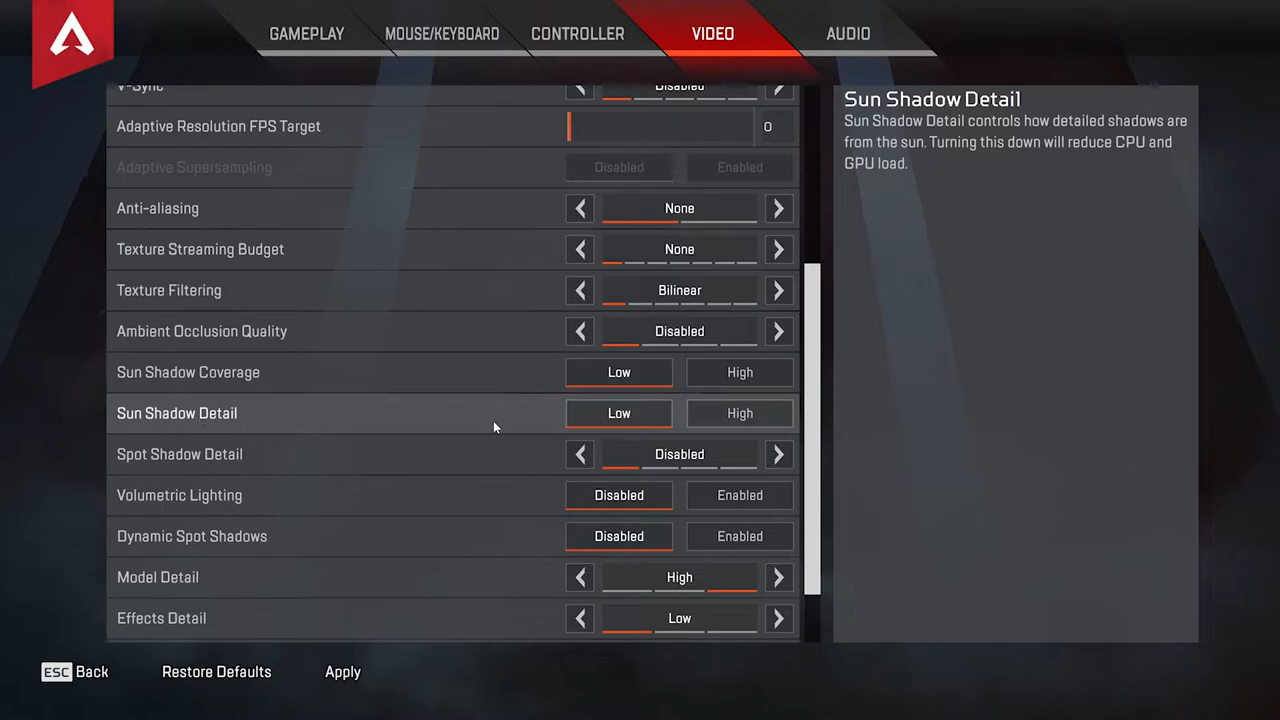 GAMEPLAY MOUSE/KEYBOARD CONTROLLER VIDEO AUDIO
V-Sync Disabled
Adaptive Resolution FPS Target 0
Adaptive Supersampling Disabled Enabled
Anti-aliasing None
Texture Streaming Budget None
Texture Filtering Bilinear
Ambient Occlusion Quality Disabled
Sun Shadow Coverage Low High
Sun Shadow Detail Low High
Spot Shadow Detail Disabled
Volumetric Lighting Disabled Enabled
Dynamic Spot Shadows Disabled Enabled
Model Detail High
Effects Detail Low
Sun Shadow Detail
Sun Shadow Detail controls how detailed shadows are
from the sun. Turning this down will reduce CPU and
GPU load.
ESC Back Restore Defaults Apply